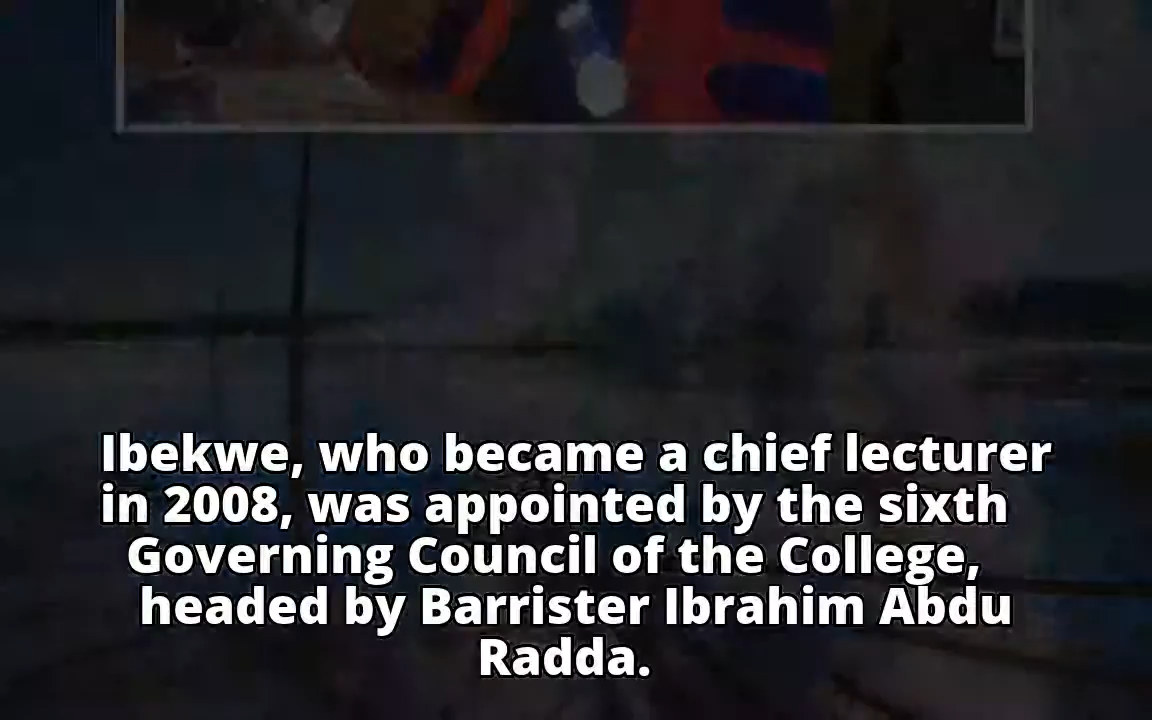 Ibekwe, who became a chief lecturer
in 2008, was appointed by the sixth
Governing Council of the College,
headed by Barrister Ibrahim Abdu
Radda.